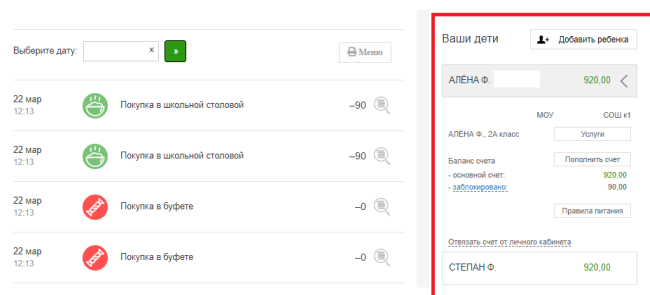 Выберите дату:
×
»
Меню
22 мар
12:13
Покупка в школьной столовой
–90
22 мар
12:13
Покупка в школьной столовой
–90
22 мар
12:13
Покупка в буфете
–0
22 мар
12:13
Покупка в буфете
–0
Ваши дети
Добавить ребенка
АЛЁНА Ф.
920,00
МОУ СОШ к1
АЛЁНА Ф., 2А класс
Услуги
Баланс счета
Пополнить счет
- основной счет: 920,00
- заблокировано: 90,00
Правила питания
Отвязать счет от личного кабинета
СТЕПАН Ф.
920,00